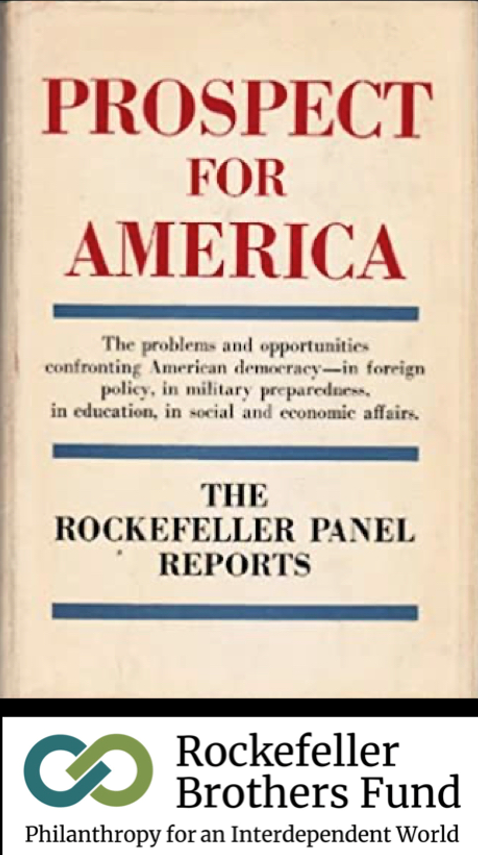 PROSPECT
FOR
AMERICA
The problems and opportunities
confronting American democracy—in foreign
policy, in military preparedness,
in education, in social and economic affairs.
THE
ROCKEFELLER PANEL
REPORTS
Rockefeller
Brothers Fund
Philanthropy for an Interdependent World